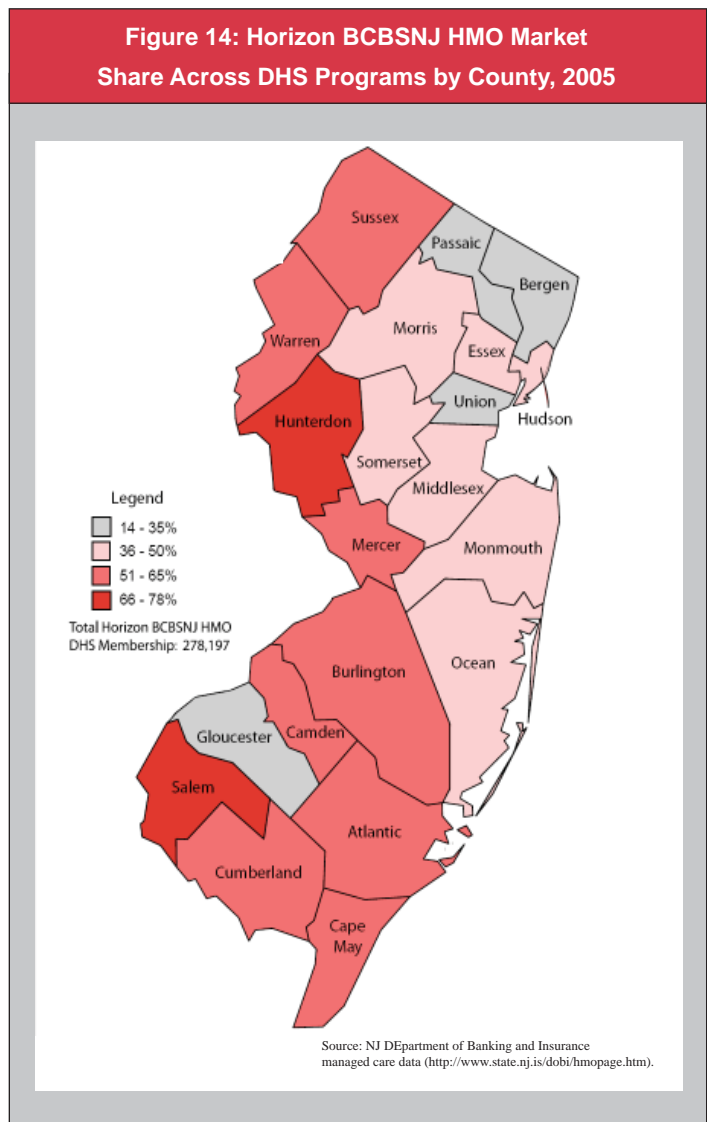 Figure 14: Horizon BCBSNJ HMO Market
Share Across DHS Programs by County, 2005
Sussex
Passaic
Bergen
Morris
Warren
Essex
Union
Hudson
Hunterdon
Somerset
Middlesex
Legend
14 - 35%
36 - 50%
51 - 65%
66 - 78%
Total Horizon BCBSNJ HMO
DHS Membership: 278,197
Mercer
Monmouth
Ocean
Burlington
Gloucester
Camden
Salem
Atlantic
Cumberland
Cape
May
Source: NJ DEpartment of Banking and Insurance
managed care data (http://www.state.nj.is/dobi/hmopage.htm).